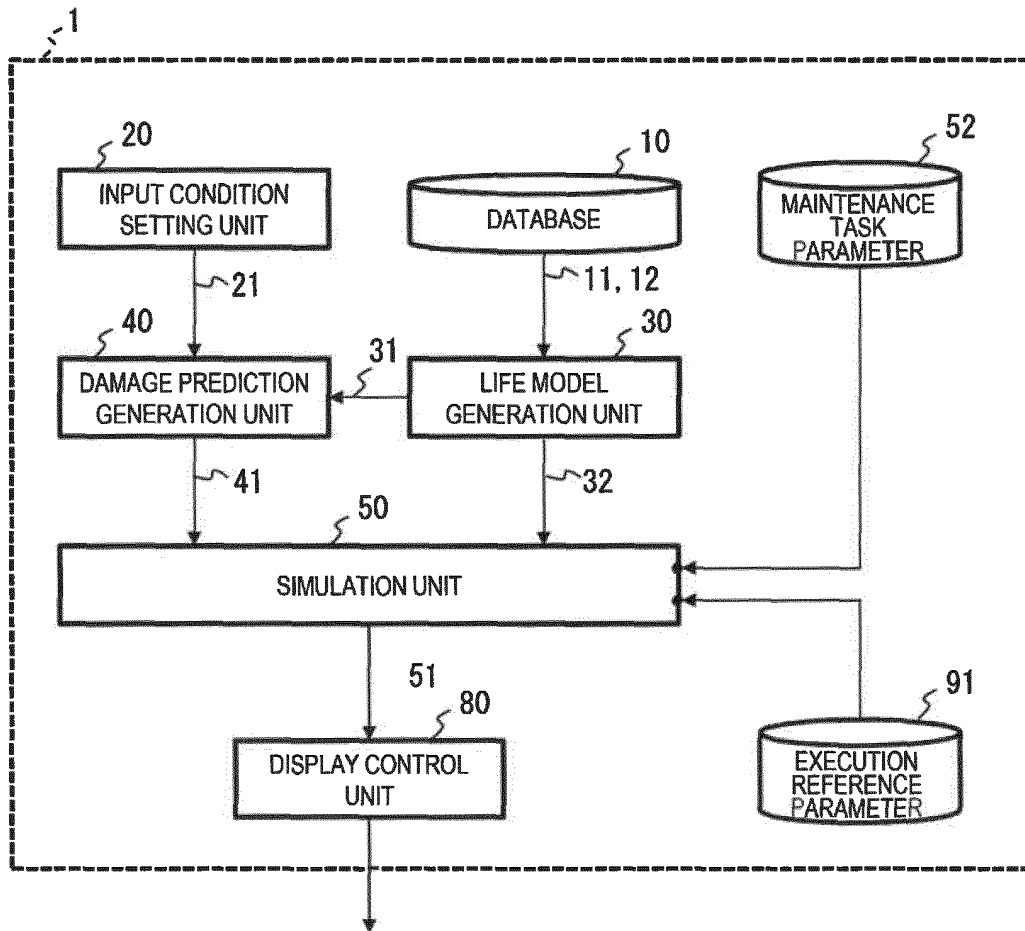 1
20
INPUT CONDITION
SETTING UNIT
10
DATABASE
52
MAINTENANCE
TASK
PARAMETER
21
11, 12
40
DAMAGE PREDICTION
GENERATION UNIT
31
30
LIFE MODEL
GENERATION UNIT
41
32
50
SIMULATION UNIT
51
80
DISPLAY CONTROL
UNIT
91
EXECUTION
REFERENCE
PARAMETER